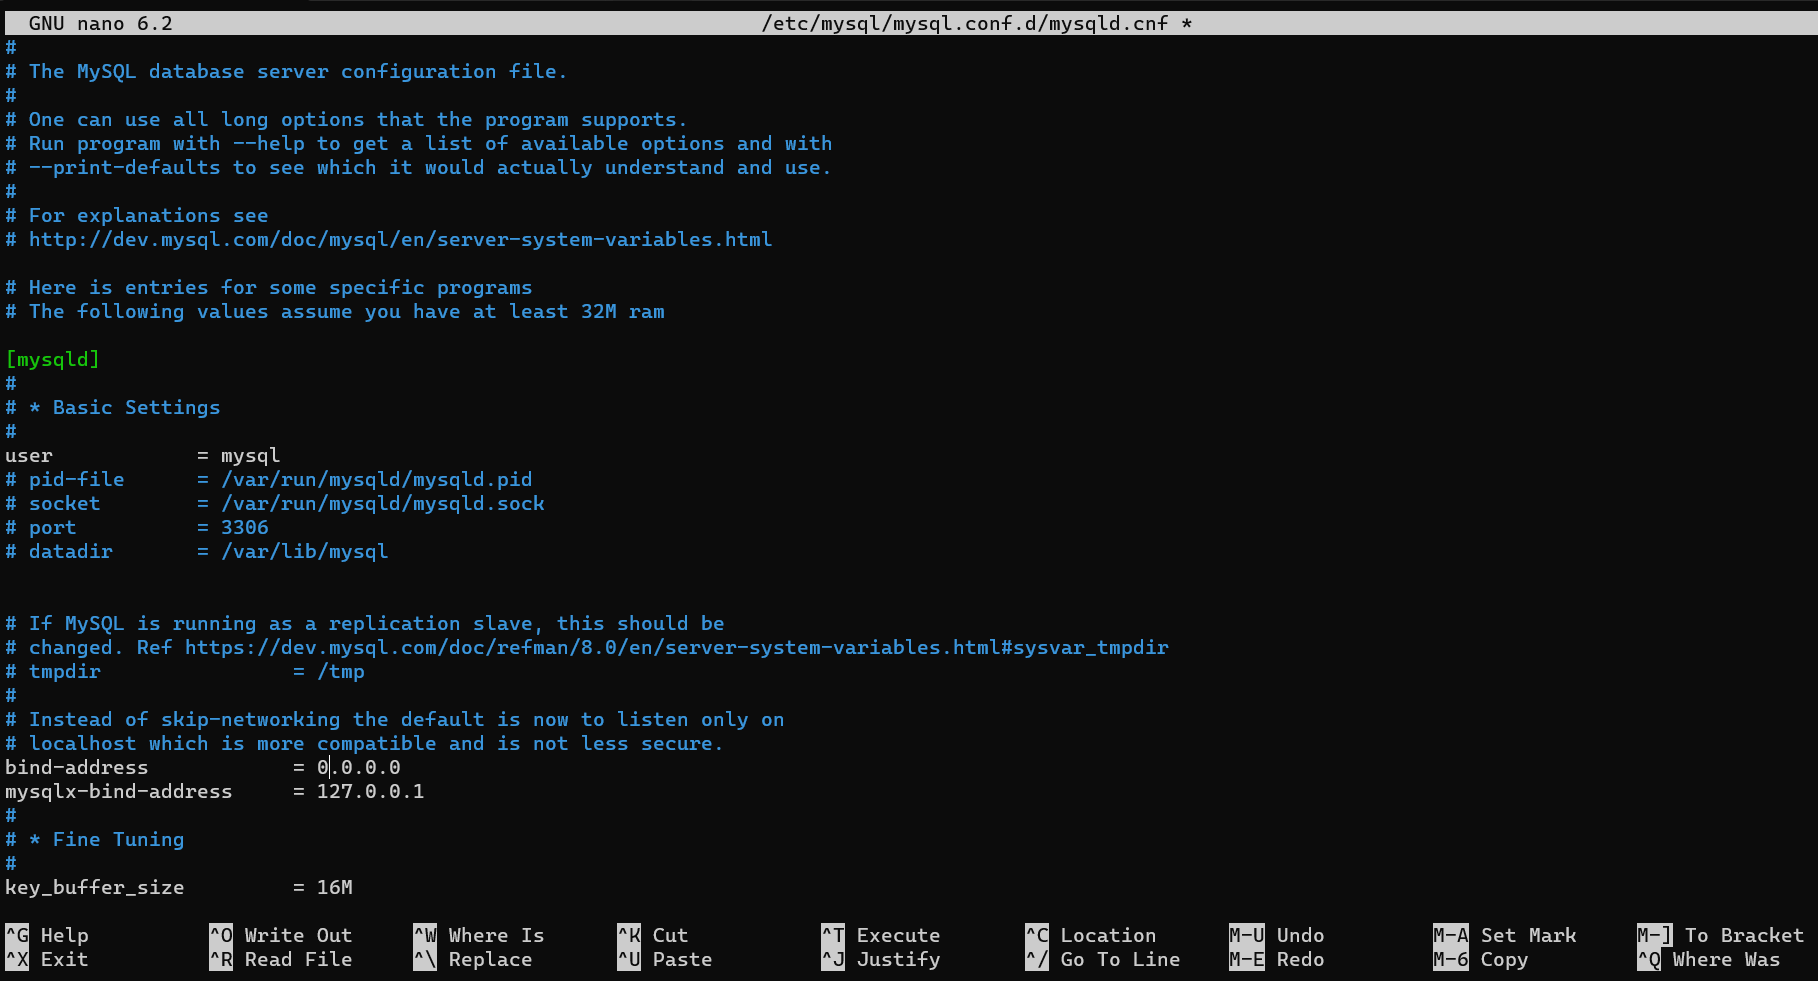 GNU nano 6.2 /etc/mysql/mysql.conf.d/mysqld.cnf *
#
# The MySQL database server configuration file.
#
# One can use all long options that the program supports.
# Run program with --help to get a list of available options and with
# --print-defaults to see which it would actually understand and use.
#
# For explanations see
# http://dev.mysql.com/doc/mysql/en/server-system-variables.html

# Here is entries for some specific programs
# The following values assume you have at least 32M ram

[mysqld]
#
# * Basic Settings
#
user            = mysql
# pid-file      = /var/run/mysqld/mysqld.pid
# socket        = /var/run/mysqld/mysqld.sock
# port          = 3306
# datadir       = /var/lib/mysql


# If MySQL is running as a replication slave, this should be
# changed. Ref https://dev.mysql.com/doc/refman/8.0/en/server-system-variables.html#sysvar_tmpdir
# tmpdir                = /tmp
#
# Instead of skip-networking the default is now to listen only on
# localhost which is more compatible and is not less secure.
bind-address            = 0.0.0.0
mysqlx-bind-address     = 127.0.0.1
#
# * Fine Tuning
#
key_buffer_size         = 16M

^G Help ^O Write Out ^W Where Is ^K Cut ^T Execute ^C Location M-U Undo M-A Set Mark M-] To Bracket
^X Exit ^R Read File ^\ Replace ^U Paste ^J Justify ^/ Go To Line M-E Redo M-6 Copy ^Q Where Was